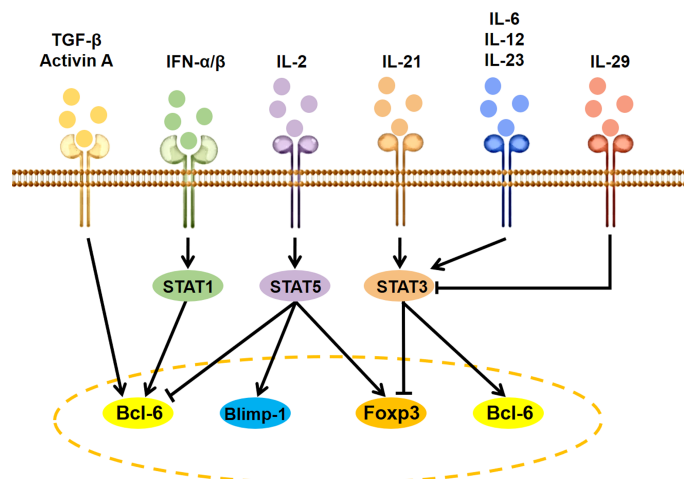 TGF-β
Activin A
IFN-α/β
IL-2
IL-21
IL-6
IL-12
IL-23
IL-29
STAT1
STAT5
STAT3
Bcl-6
Blimp-1
Foxp3
Bcl-6